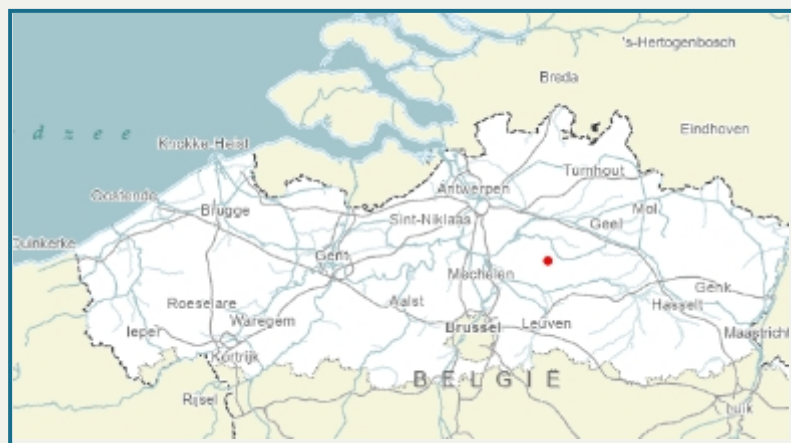 's-Hertogenbosch
Breda
dzee
Eindhoven
Knokke-Heist
Turnhout
Antwerpen
Mol
Oostende
Brugge
Sint-Niklaas
Geel
Duinkerke
Gent
Mechelen
Genk
Roeselare
Aalst
Hasselt
Ieper
Waregem
Brussel
Leuven
Maastricht
Kortrijk
BELGIË
Rijsel
Luik